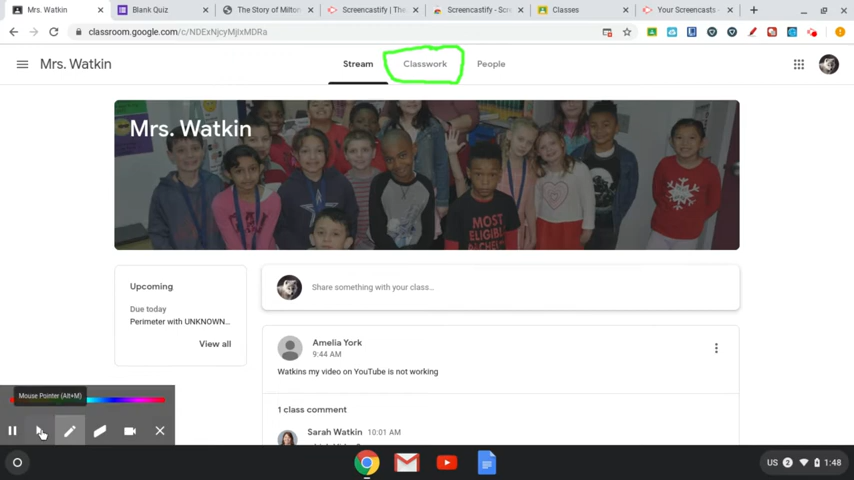 Mrs. Watkin
Blank Quiz
The Story of Milton
Screencastify | The
Screencastify - Scre
Classes
Your Screencasts -
classroom.google.com/c/NDExNjcyMjIxMDRa
Mrs. Watkin
Stream
Classwork
People
Mrs. Watkin
MOST
ELIGIBLE
Upcoming
Due today
Perimeter with UNKNOWN...
View all
Share something with your class...
Amelia York
9:44 AM
Watkins my video on YouTube is not working
1 class comment
Sarah Watkin 10:01 AM
Mouse Pointer (Alt+M)
US 2 1:48